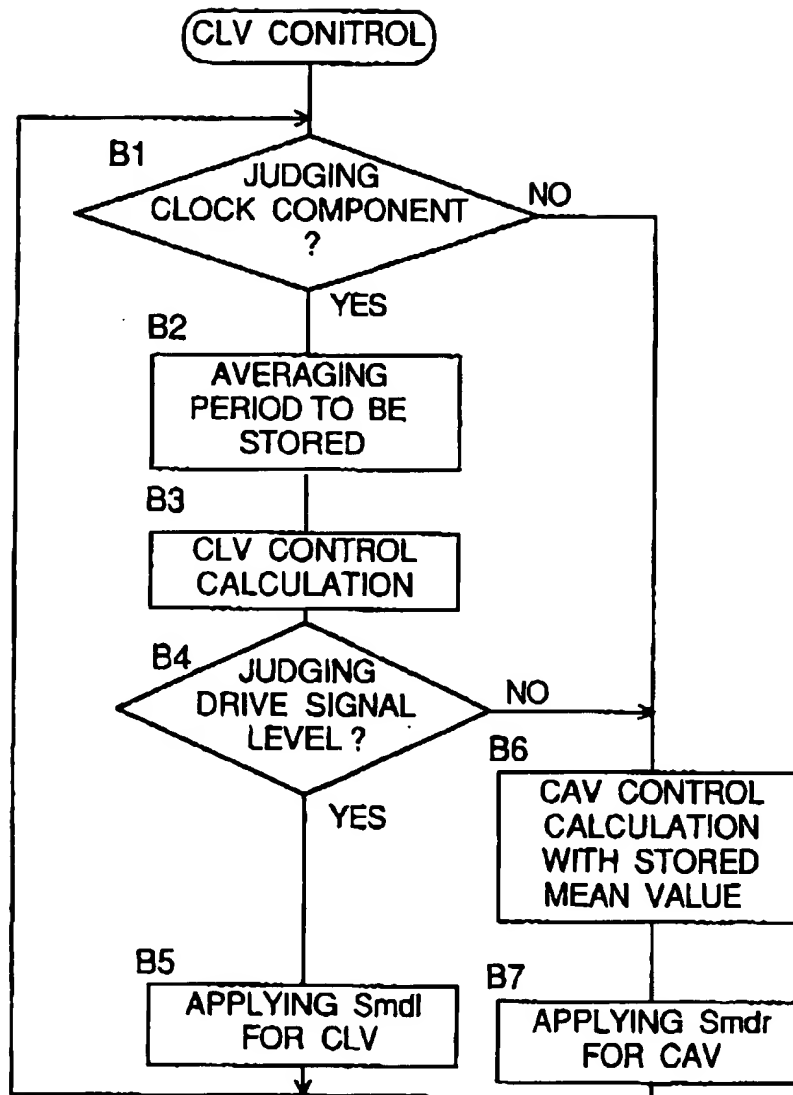 CLV CONITROL
B1
JUDGING
CLOCK COMPONENT
?
NO
YES
B2
AVERAGING
PERIOD TO BE
STORED
B3
CLV CONTROL
CALCULATION
B4
JUDGING
DRIVE SIGNAL
LEVEL ?
NO
YES
B6
CAV CONTROL
CALCULATION
WITH STORED
MEAN VALUE
B5
APPLYING Smdl
FOR CLV
B7
APPLYING Smdr
FOR CAV